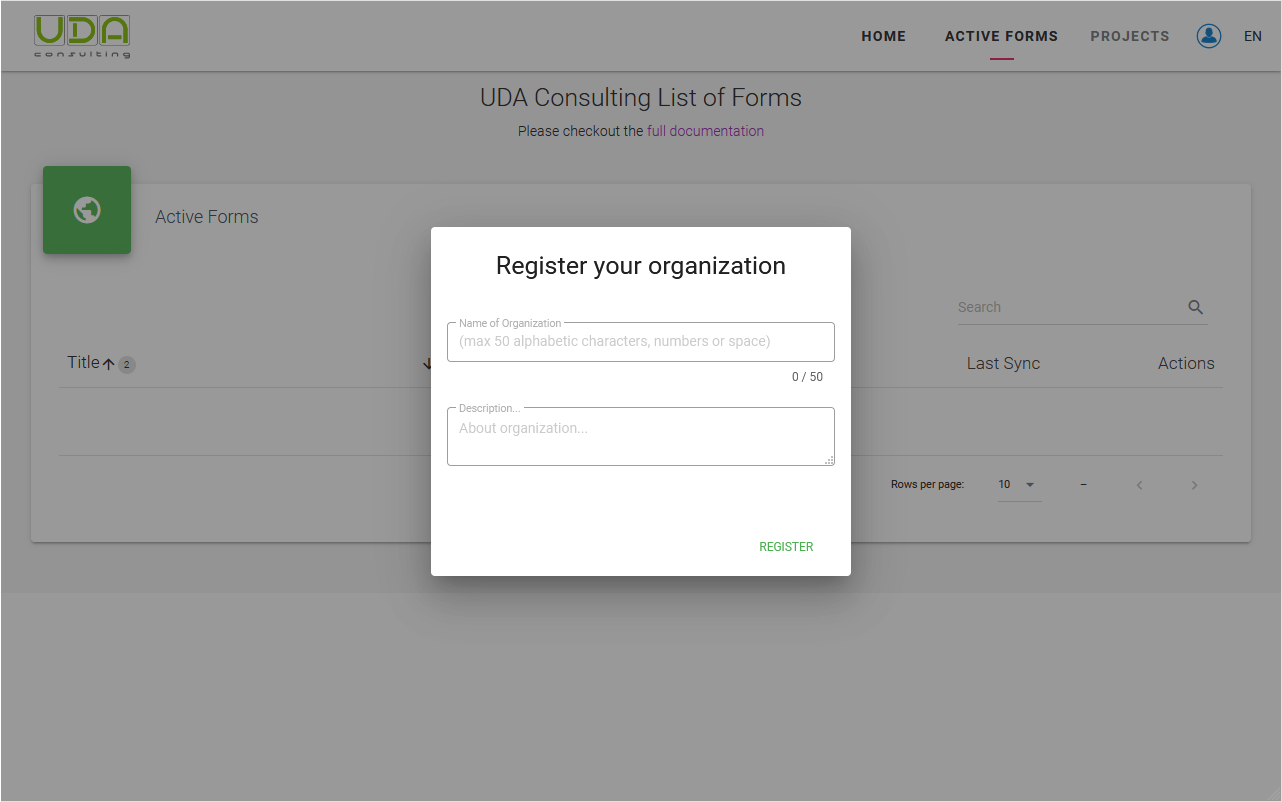 UDA
consulting
HOME
ACTIVE FORMS
PROJECTS
EN
UDA Consulting List of Forms
Please checkout the full documentation
Active Forms
Search
Title
2
Last Sync
Actions
Rows per page:
10
–
Register your organization
Name of Organization
(max 50 alphabetic characters, numbers or space)
0 / 50
Description...
About organization...
REGISTER